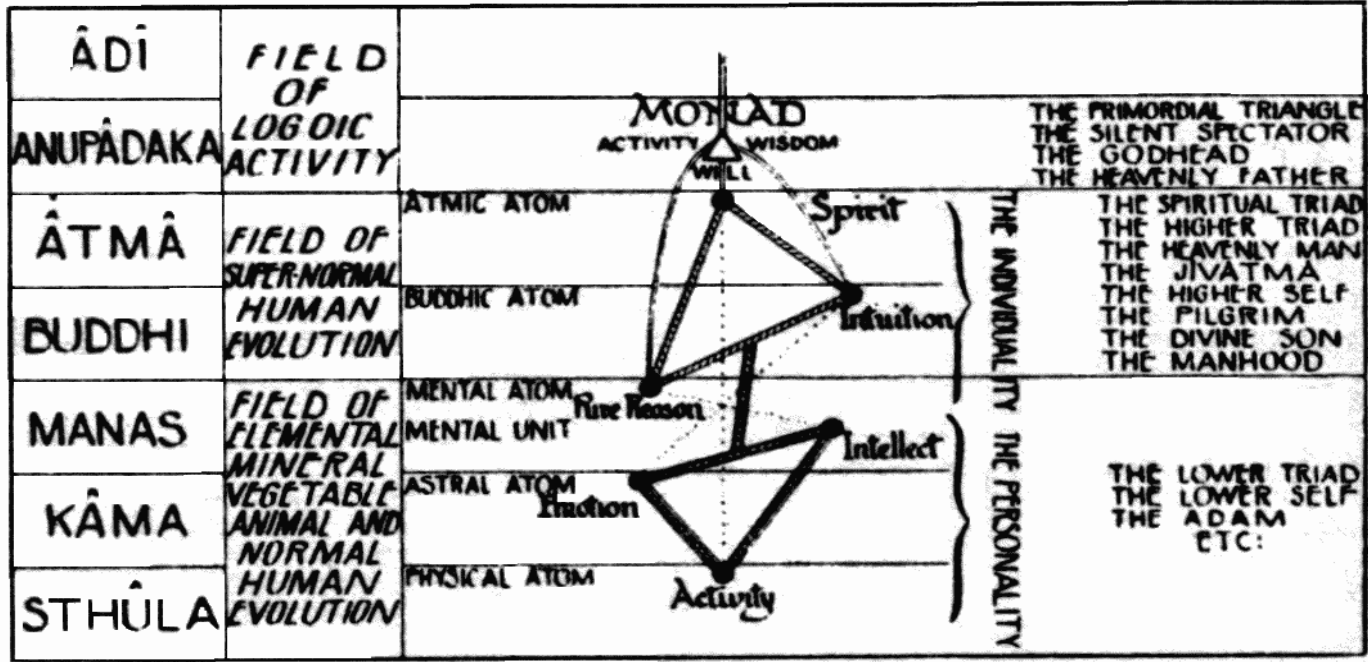 ÂDÎ
ANUPÂDAKA
ÂTMÂ
BUDDHI
MANAS
KÂMA
STHÛLA
FIELD
OF
LOGOIC
ACTIVITY
FIELD OF
SUPER-NORMAL
HUMAN
EVOLUTION
FIELD OF
ELEMENTAL
MINERAL
VEGETABLE
ANIMAL AND
NORMAL
HUMAN
EVOLUTION
MONAD
ACTIVITY WISDOM
WILL
ÂTMIC ATOM
Spirit
BUDDHIC ATOM
Intuition
MENTAL ATOM
Pure Reason
MENTAL UNIT
Intellect
ASTRAL ATOM
Emotion
PHYSICAL ATOM
Activity
THE INDIVIDUALITY
THE PERSONALITY
THE PRIMORDIAL TRIANGLE
THE SILENT SPECTATOR
THE GODHEAD
THE HEAVENLY FATHER
THE SPIRITUAL TRIAD
THE HIGHER TRIAD
THE HEAVENLY MAN
THE JÎVÂTMÂ
THE HIGHER SELF
THE PILGRIM
THE DIVINE SON
THE MANHOOD
THE LOWER TRIAD
THE LOWER SELF
THE ADAM
ETC: